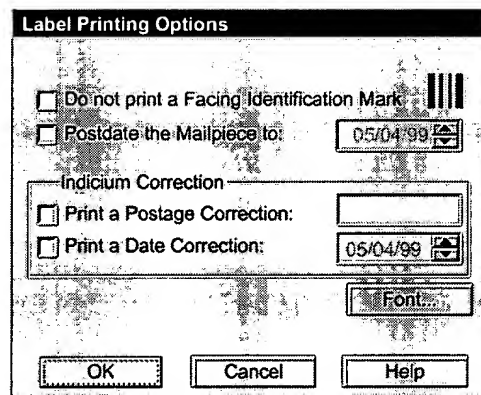 Label Printing Options
Do not print a Facing Identification Mark
Postdate the Mailpiece to: 05/04/99
Indicium Correction
Print a Postage Correction:
Print a Date Correction: 05/04/99
Font...
OK Cancel Help